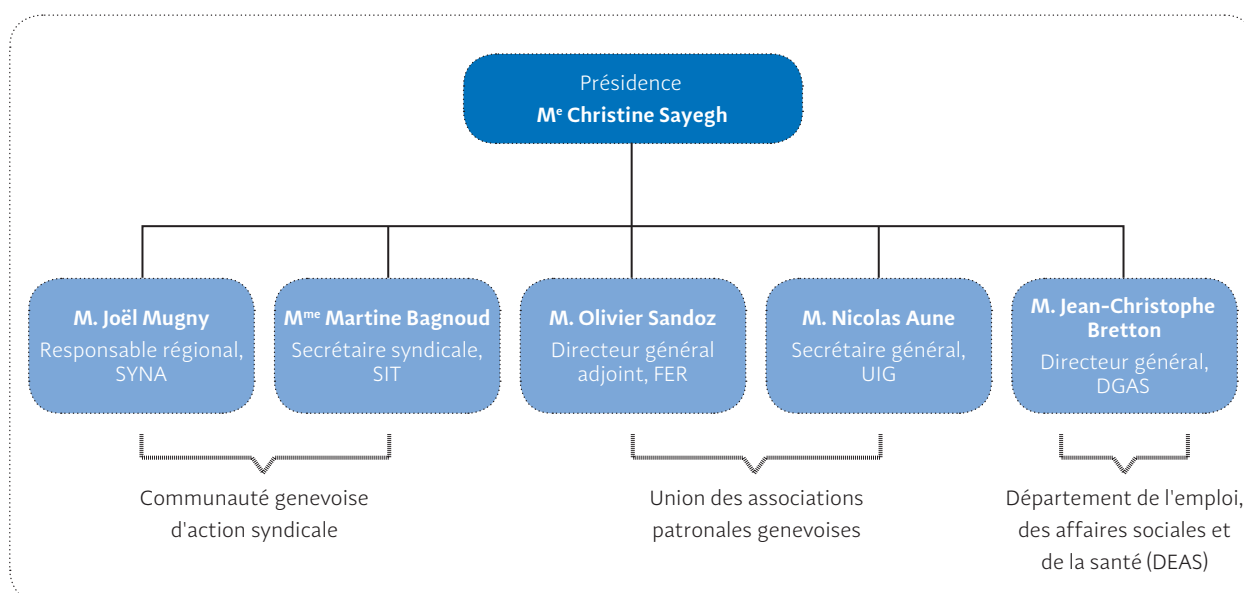 Présidence
Me Christine Sayegh
M. Joël Mugny
Responsable régional,
SYNA
Mme Martine Bagnoud
Secrétaire syndicale,
SIT
M. Olivier Sandoz
Directeur général
adjoint, FER
M. Nicolas Aune
Secrétaire général,
UIG
M. Jean-Christophe
Bretton
Directeur général,
DGAS
Communauté genevoise
d'action syndicale
Union des associations
patronales genevoises
Département de l'emploi,
des affaires sociales et
de la santé (DEAS)